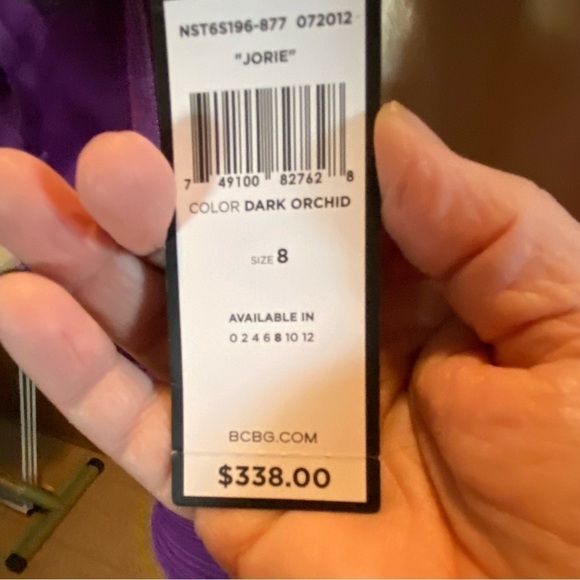 NST6S196-877 072012
"JORIE"
7 49100 82762 8
COLOR DARK ORCHID
SIZE 8
AVAILABLE IN
0 2 4 6 8 10 12
BCBG.COM
$338.00